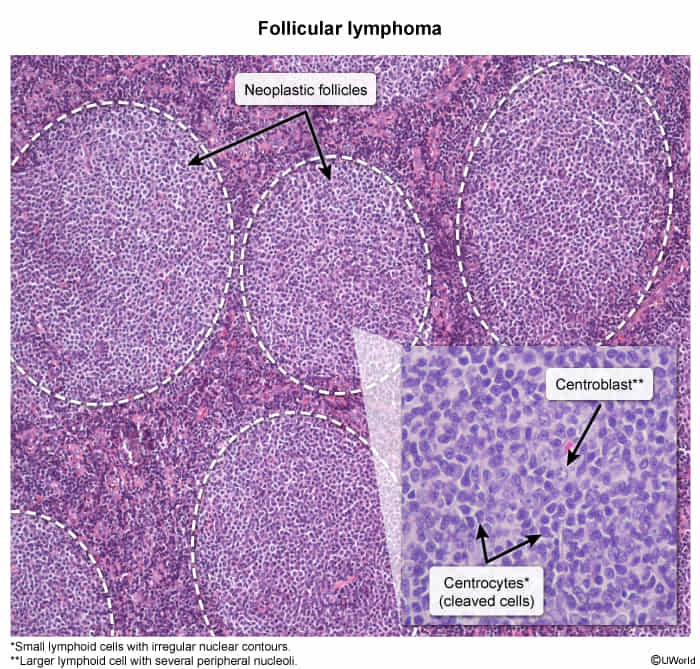 Follicular lymphoma
Neoplastic follicles
Centroblast**
Centrocytes*
(cleaved cells)
*Small lymphoid cells with irregular nuclear contours.
**Larger lymphoid cell with several peripheral nucleoli.
©UWorld